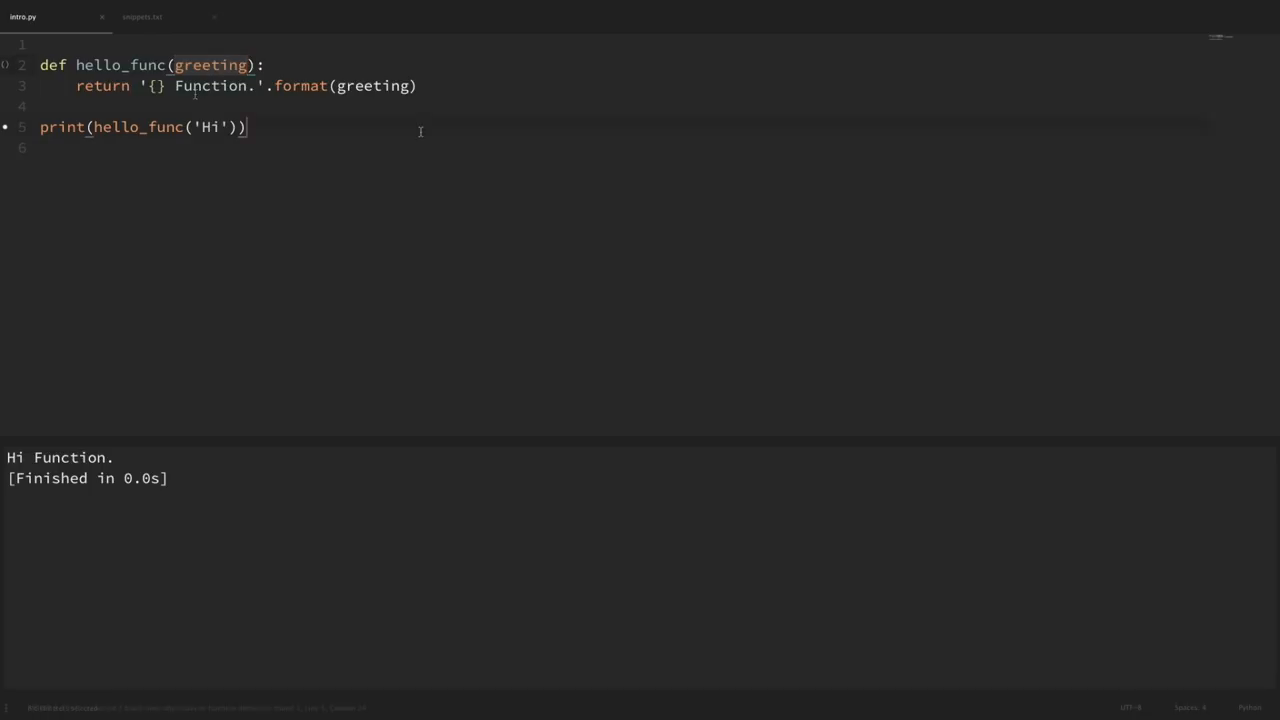 intro.py × snippets.txt ×
1
() 2 def hello_func(greeting):
3     return '{} Function.'.format(greeting)
4
5 print(hello_func('Hi'))
6
Hi Function.
[Finished in 0.0s]
UTF-8 Spaces: 4 Python